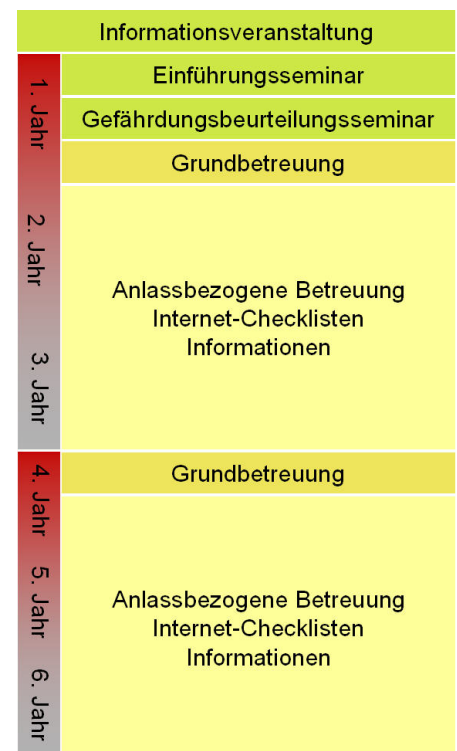 Informationsveranstaltung
1. Jahr
Einführungsseminar
Gefährdungsbeurteilungsseminar
Grundbetreuung
2. Jahr
Anlassbezogene Betreuung
Internet-Checklisten
Informationen
3. Jahr
4. Jahr
Grundbetreuung
5. Jahr
Anlassbezogene Betreuung
Internet-Checklisten
Informationen
6. Jahr